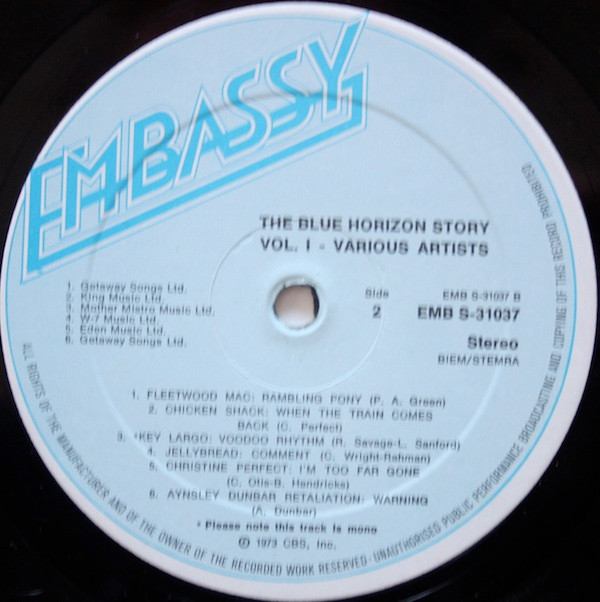 EMBASSY
THE BLUE HORIZON STORY
VOL. I - VARIOUS ARTISTS
1. Getaway Songs Ltd.
2. King Music Ltd.
3. Mother Mistro Music Ltd.
4. W-J Music Ltd.
5. Eden Music Ltd.
6. Getaway Songs Ltd.
Side
2
EMB S-31037 B
EMB S-31037
Stereo
BIEM/STEMRA
1. FLEETWOOD MAC: RAMBLING PONY (P. A. Green)
2. CHICKEN SHACK: WHEN THE TRAIN COMES
BACK (C. Perfect)
3. *KEY LARGO: VOODOO RHYTHM (R. Savage-L. Sanford)
4. JELLYBREAD: COMMENT (C. Wright-Rahman)
5. CHRISTINE PERFECT: I'M TOO FAR GONE
(C. Otis-B. Hendricks)
6. AYNSLEY DUNBAR RETALIATION: WARNING
(A. Dunbar)
* Please note this track is mono
℗ 1973 CBS, Inc.
ALL RIGHTS OF THE MANUFACTURER AND OF THE OWNER OF THE RECORDED WORK RESERVED · UNAUTHORISED PUBLIC PERFORMANCE BROADCASTING AND COPYING OF THIS RECORD PROHIBITED